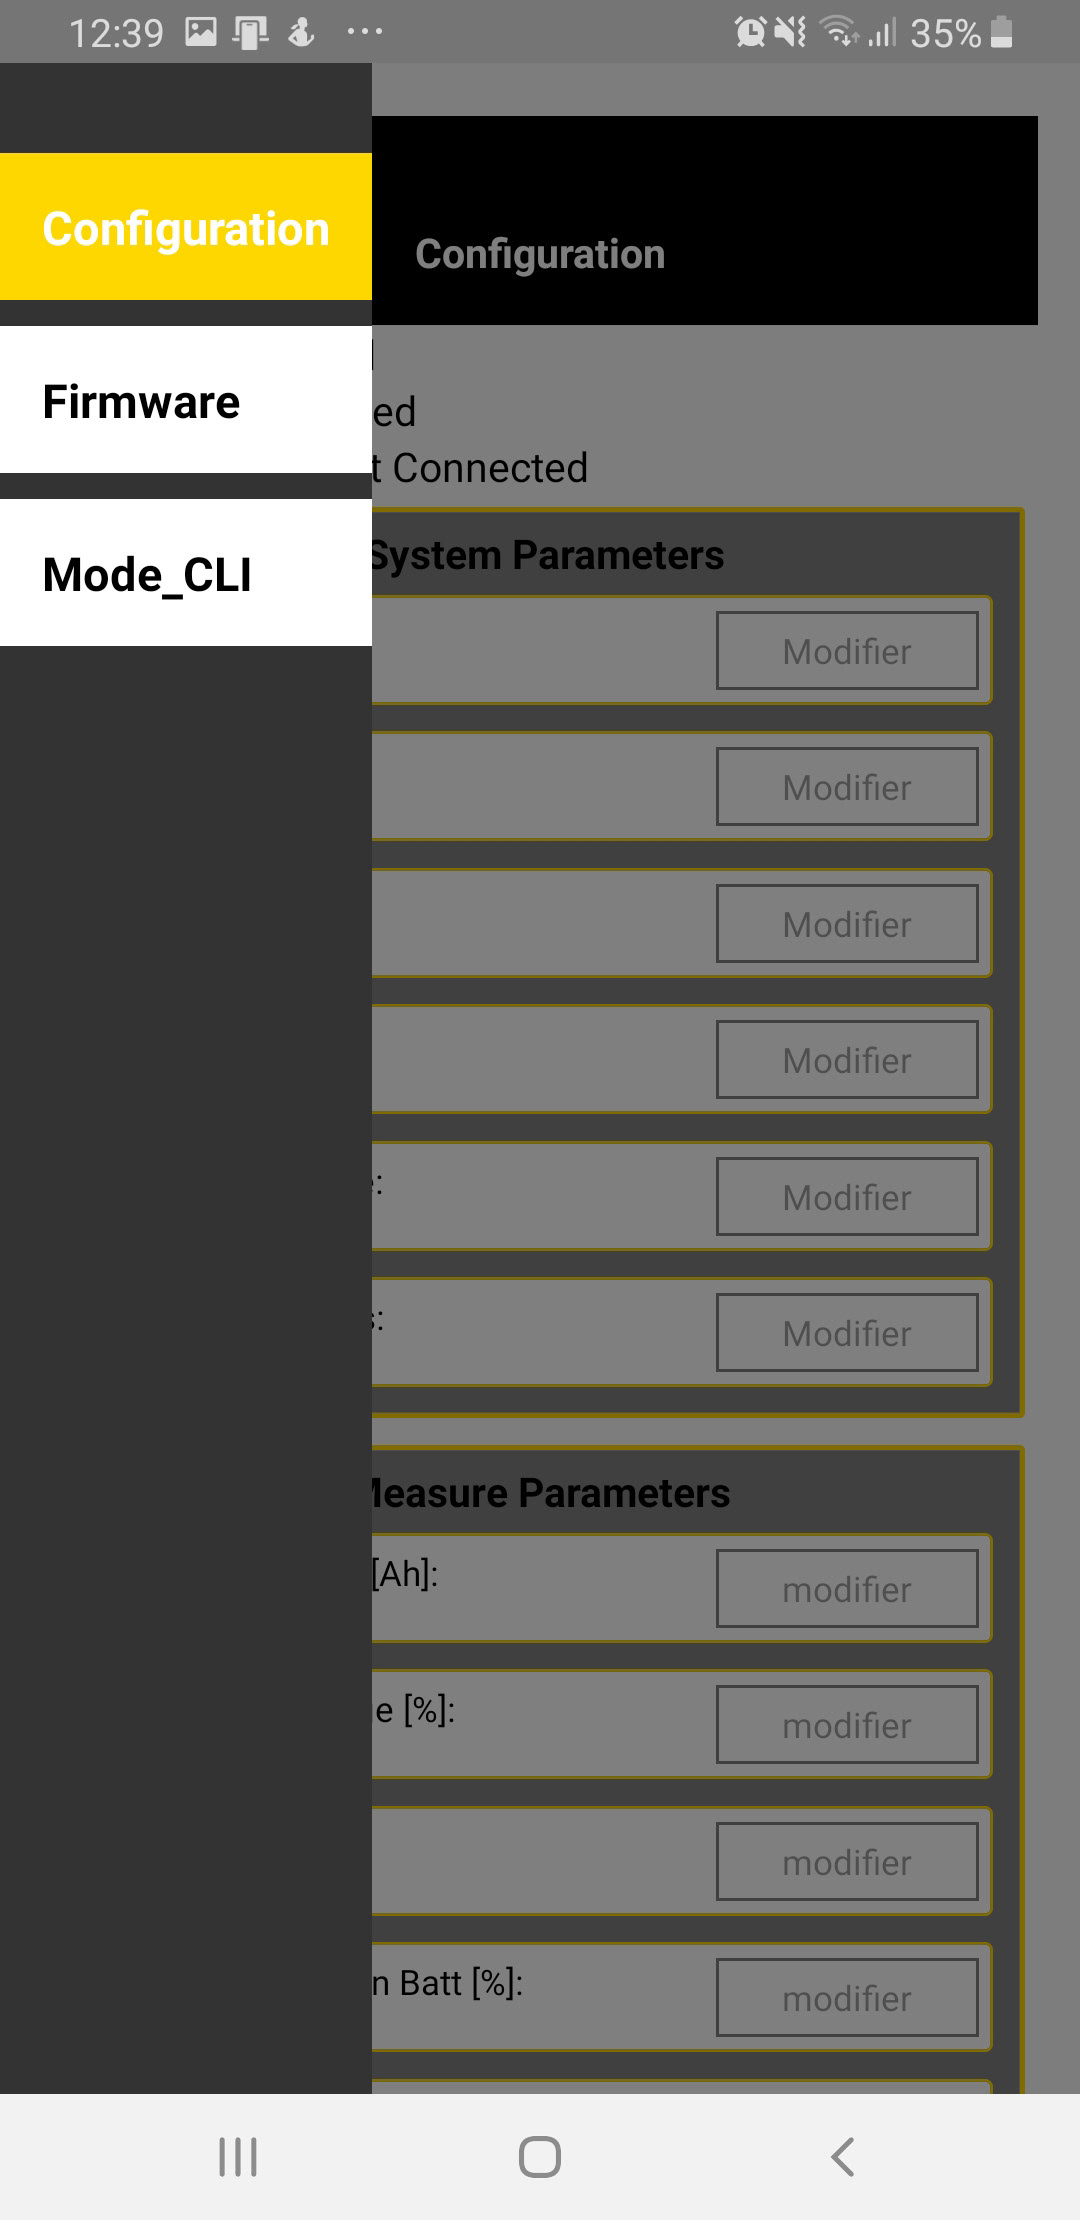 12:39
35%
Configuration
Configuration
Firmware
ed
t Connected
System Parameters
Mode_CLI
Modifier
Modifier
Modifier
Modifier
e:
Modifier
s:
Modifier
Measure Parameters
[Ah]:
modifier
e [%]:
modifier
modifier
n Batt [%]:
modifier